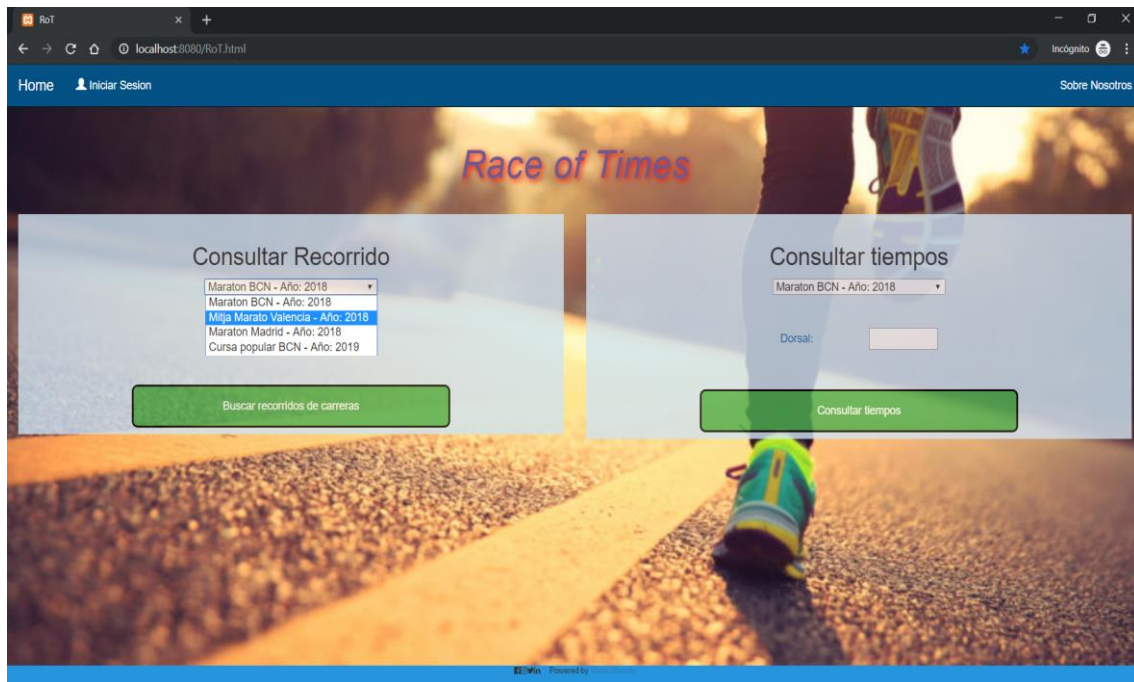 RoT
localhost:8080/RoT.html
Incógnito
Home
Iniciar Sesion
Sobre Nosotros
Race of Times
Consultar Recorrido
Maraton BCN - Año: 2018
Maraton BCN - Año: 2018
Mitja Marato Valencia - Año: 2018
Maraton Madrid - Año: 2018
Cursa popular BCN - Año: 2019
Buscar recorridos de carreras
Consultar tiempos
Maraton BCN - Año: 2018
Dorsal:
Consultar tiempos
Powered by